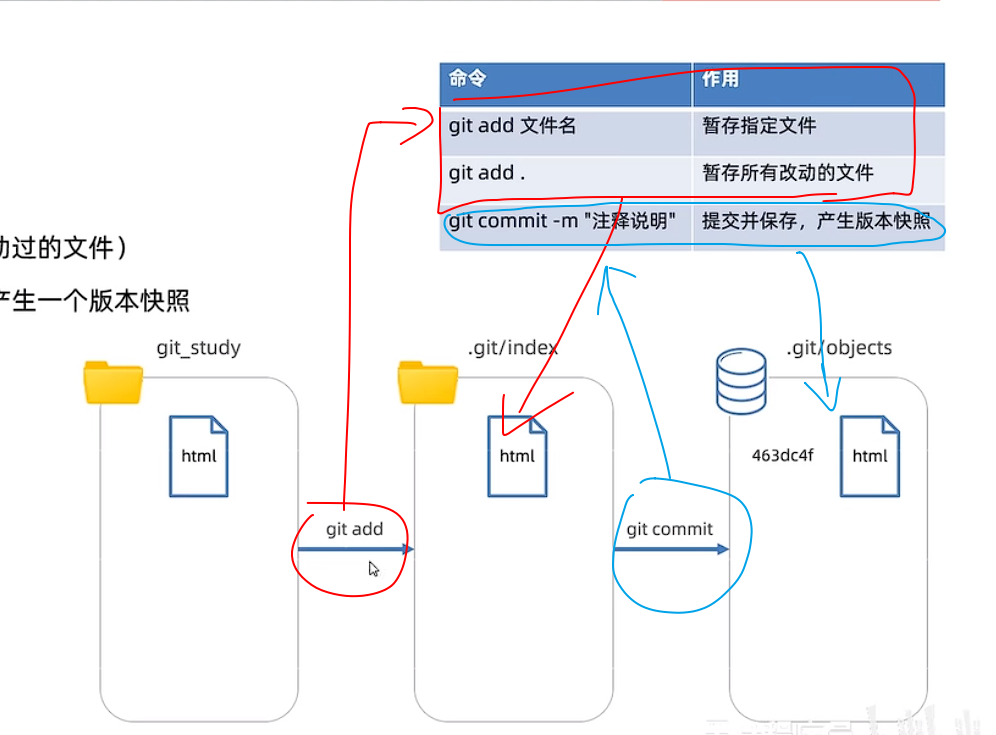 命令 作用
git add 文件名 暂存指定文件
git add . 暂存所有改动的文件
git commit -m "注释说明" 提交并保存，产生版本快照
动过的文件）
产生一个版本快照
git_study .git/index .git/objects
html html 463dc4f html
git add git commit